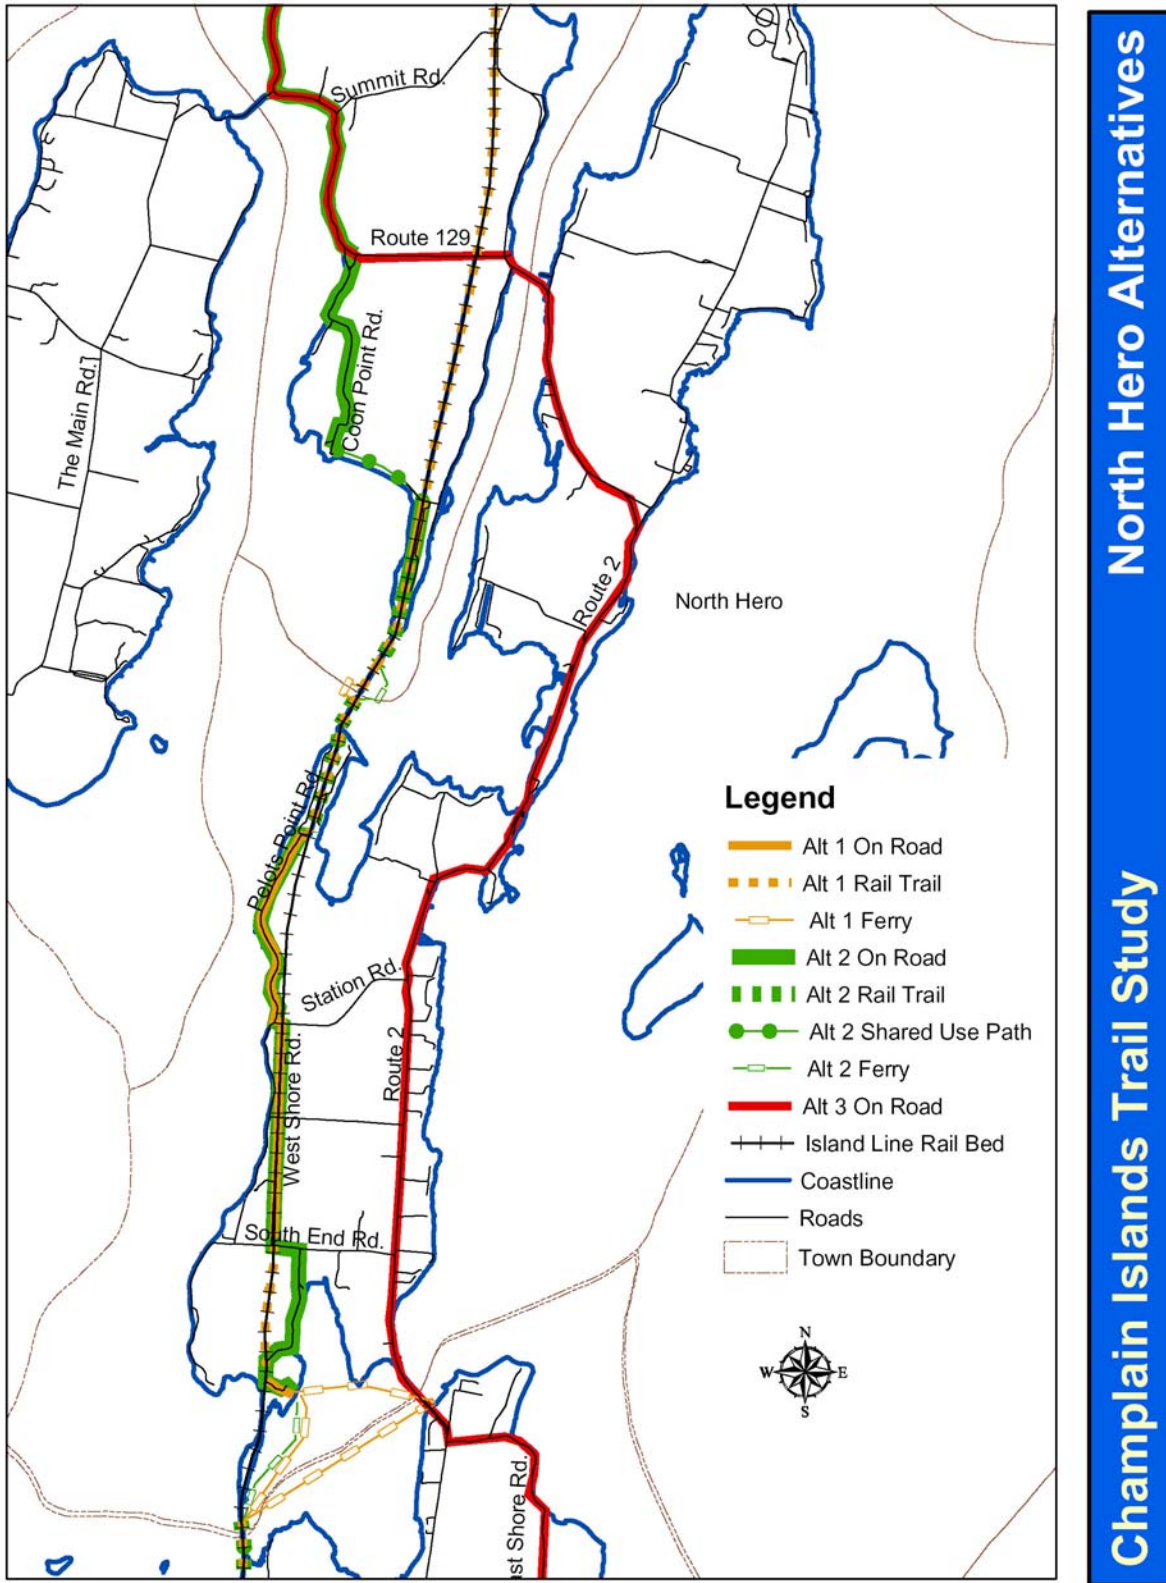 Summit Rd.
Route 129
Coon Point Rd.
The Main Rd.
Route 2
North Hero
Pelots Point Rd.
Station Rd.
Route 2
West Shore Rd.
South End Rd.
ast Shore Rd.
Legend
Alt 1 On Road
Alt 1 Rail Trail
Alt 1 Ferry
Alt 2 On Road
Alt 2 Rail Trail
Alt 2 Shared Use Path
Alt 2 Ferry
Alt 3 On Road
Island Line Rail Bed
Coastline
Roads
Town Boundary
N
W E
S
Champlain Islands Trail Study North Hero Alternatives